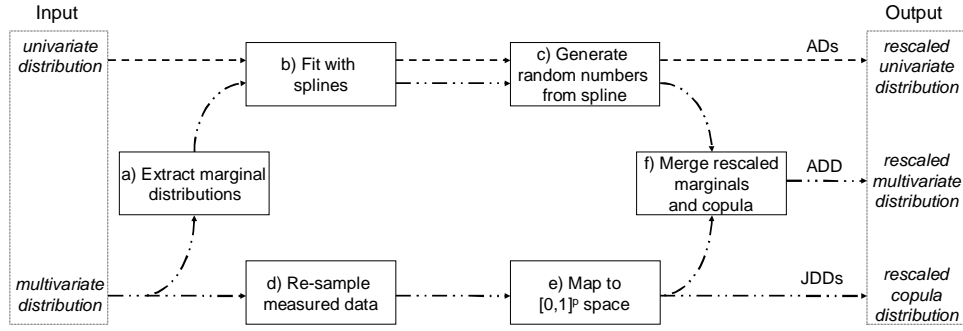 Input
Output
univariate
distribution
b) Fit with
splines
c) Generate
random numbers
from spline
ADs
rescaled
univariate
distribution
a) Extract marginal
distributions
f) Merge rescaled
marginals
and copula
ADD
rescaled
multivariate
distribution
multivariate
distribution
d) Re-sample
measured data
e) Map to
[0,1]ᵖ space
JDDs
rescaled
copula
distribution